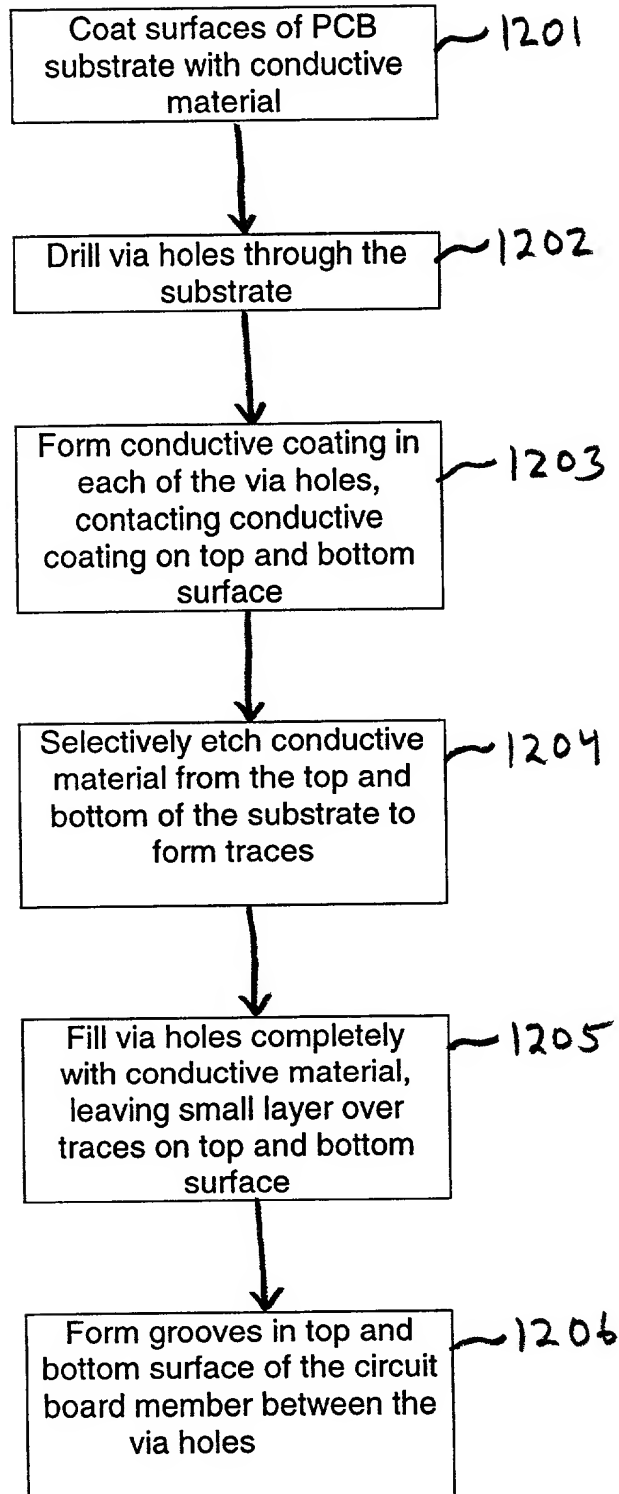 Coat surfaces of PCB
substrate with conductive
material
1201
Drill via holes through the
substrate
1202
Form conductive coating in
each of the via holes,
contacting conductive
coating on top and bottom
surface
1203
Selectively etch conductive
material from the top and
bottom of the substrate to
form traces
1204
Fill via holes completely
with conductive material,
leaving small layer over
traces on top and bottom
surface
1205
Form grooves in top and
bottom surface of the circuit
board member between the
via holes
1206